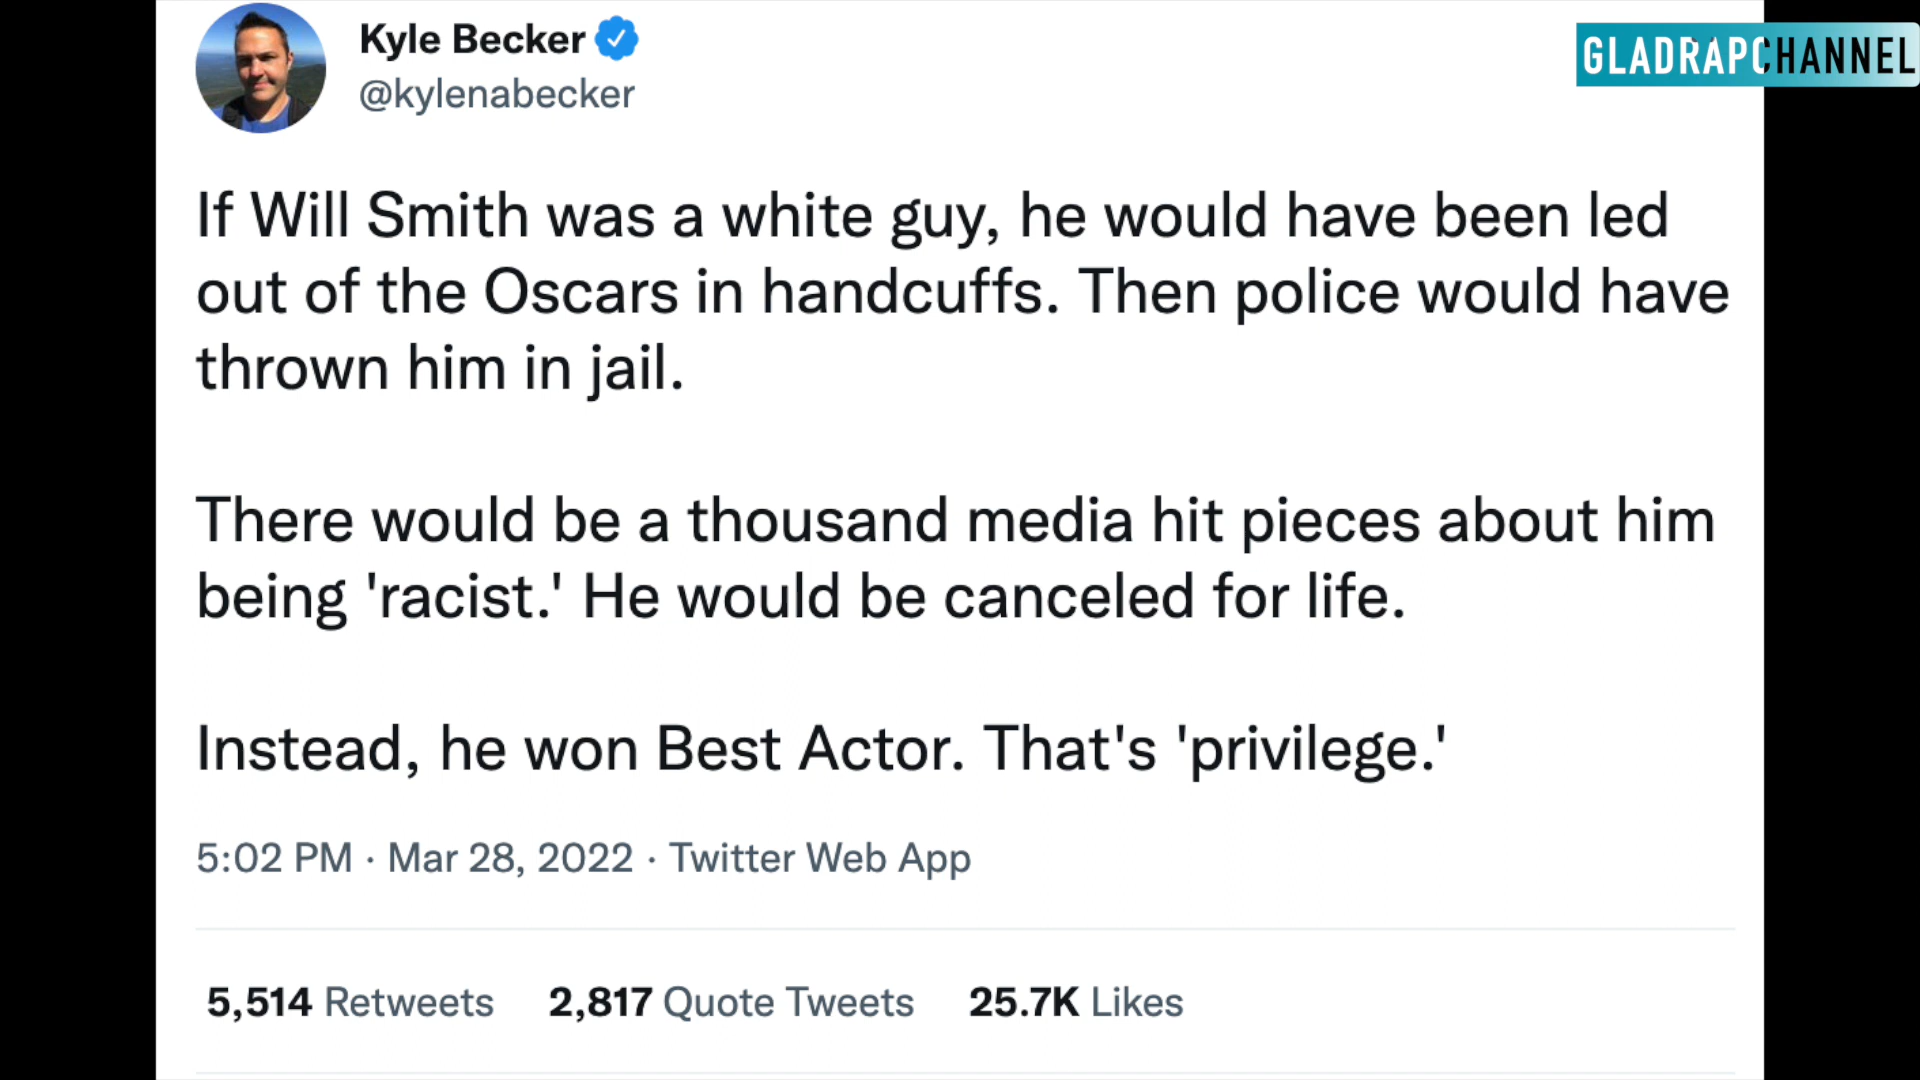 Kyle Becker
@kylenabecker
GLADRAPCHANNEL
If Will Smith was a white guy, he would have been led
out of the Oscars in handcuffs. Then police would have
thrown him in jail.
There would be a thousand media hit pieces about him
being 'racist.' He would be canceled for life.
Instead, he won Best Actor. That's 'privilege.'
5:02 PM · Mar 28, 2022 · Twitter Web App
5,514 Retweets 2,817 Quote Tweets 25.7K Likes